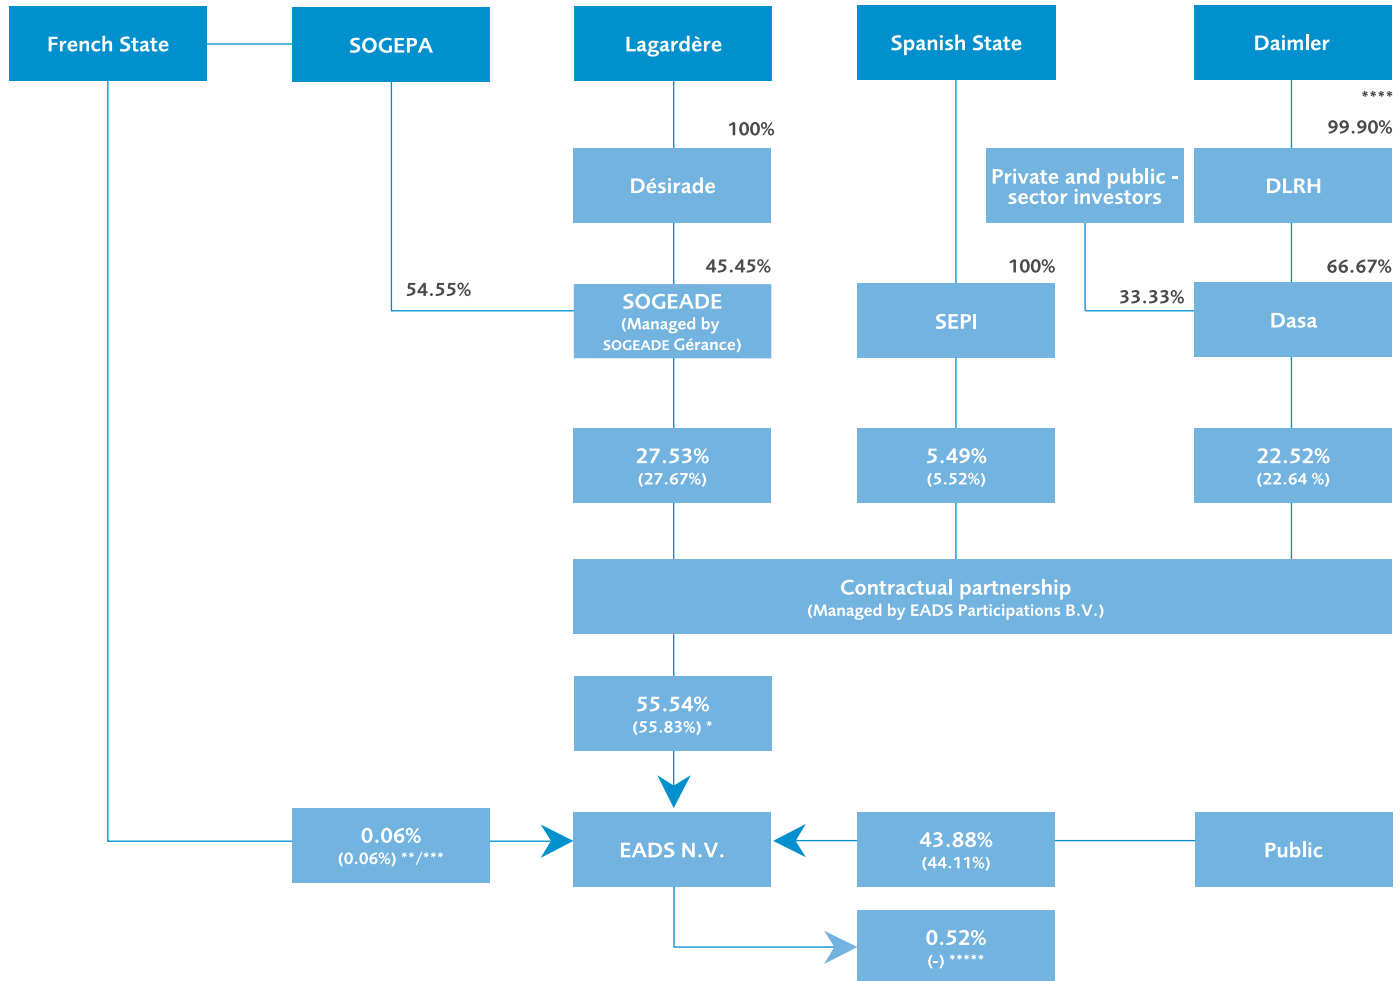 French State
SOGEPA
Lagardère
Spanish State
Daimler
****
100%
99.90%
Désirade
Private and public -
sector investors
DLRH
45.45%
100%
66.67%
54.55%
33.33%
SOGEADE
(Managed by
SOGEADE Gérance)
SEPI
Dasa
27.53%
(27.67%)
5.49%
(5.52%)
22.52%
(22.64 %)
Contractual partnership
(Managed by EADS Participations B.V.)
55.54%
(55.83%) *
0.06%
(0.06%) **/***
EADS N.V.
43.88%
(44.11%)
Public
0.52%
(-) *****